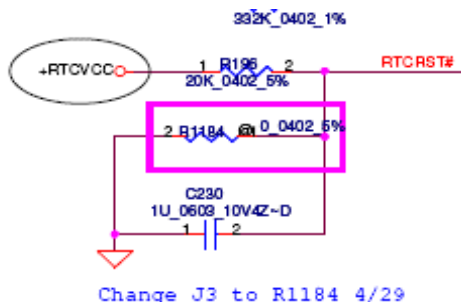 332K_0402_1%
1 R196 2
+RTCVCC
RTCRST#
20K_0402_5%
2 R1184 @ 0_0402_5%
C230
1U_0603_10V4Z~D
1 2
Change J3 to R1184 4/29